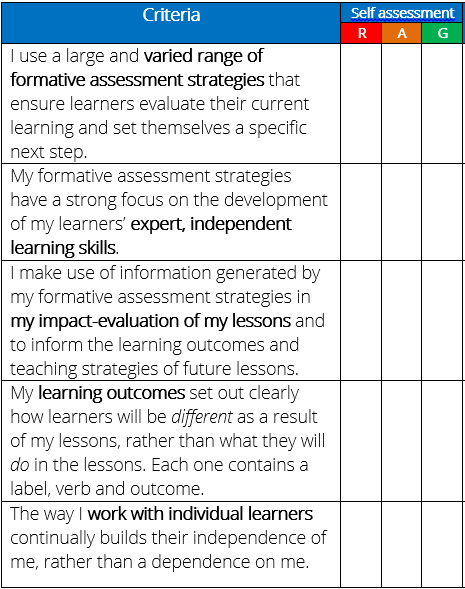 Criteria
Self assessment
R A G
I use a large and varied range of
formative assessment strategies that
ensure learners evaluate their current
learning and set themselves a specific
next step.
My formative assessment strategies
have a strong focus on the development
of my learners’ expert, independent
learning skills.
I make use of information generated by
my formative assessment strategies in
my impact-evaluation of my lessons and
to inform the learning outcomes and
teaching strategies of future lessons.
My learning outcomes set out clearly
how learners will be different as a result
of my lessons, rather than what they will
do in the lessons. Each one contains a
label, verb and outcome.
The way I work with individual learners
continually builds their independence of
me, rather than a dependence on me.